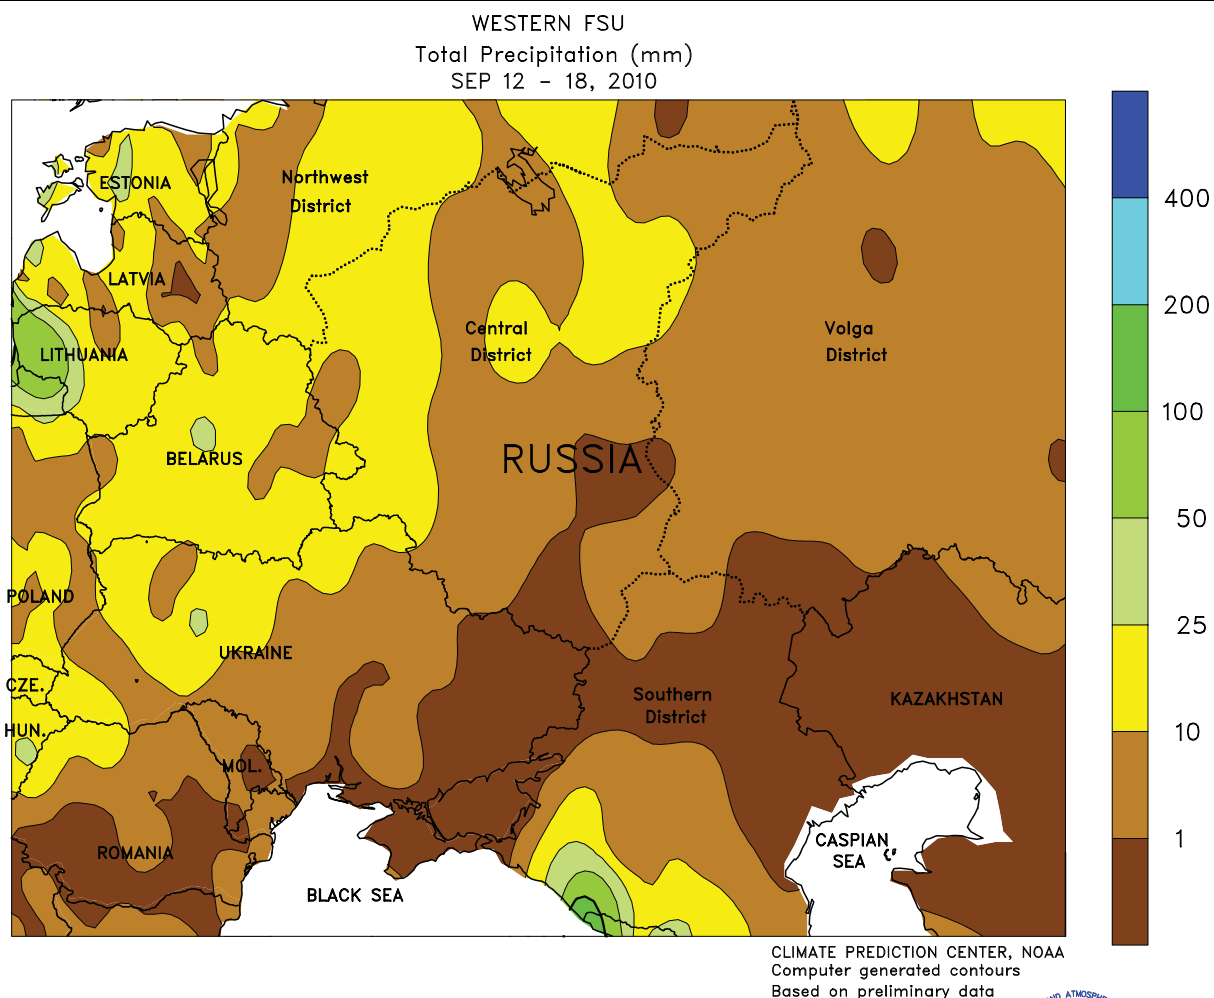 WESTERN FSU
Total Precipitation (mm)
SEP 12 - 18, 2010
ESTONIA
Northwest
District
LATVIA
LITHUANIA
Central
District
Volga
District
BELARUS
RUSSIA
POLAND
UKRAINE
CZE.
Southern
District
KAZAKHSTAN
HUN.
MOL.
ROMANIA
CASPIAN
SEA
BLACK SEA
400
200
100
50
25
10
1
CLIMATE PREDICTION CENTER, NOAA
Computer generated contours
Based on preliminary data